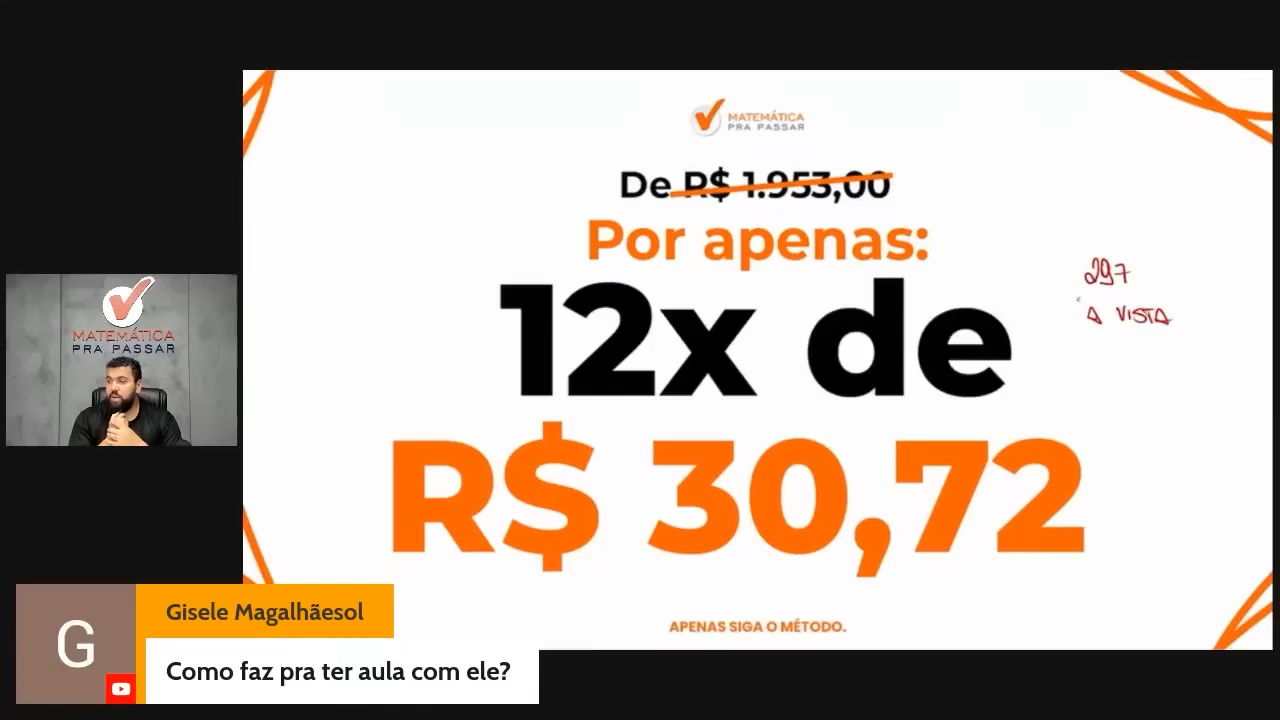 MATEMÁTICA
PRA PASSAR
De R$ 1.953,00
Por apenas:
12x de
R$ 30,72
297
A VISTA
MATEMÁTICA
PRA PASSAR
APENAS SIGA O MÉTODO.
G
Gisele Magalhãesol
Como faz pra ter aula com ele?